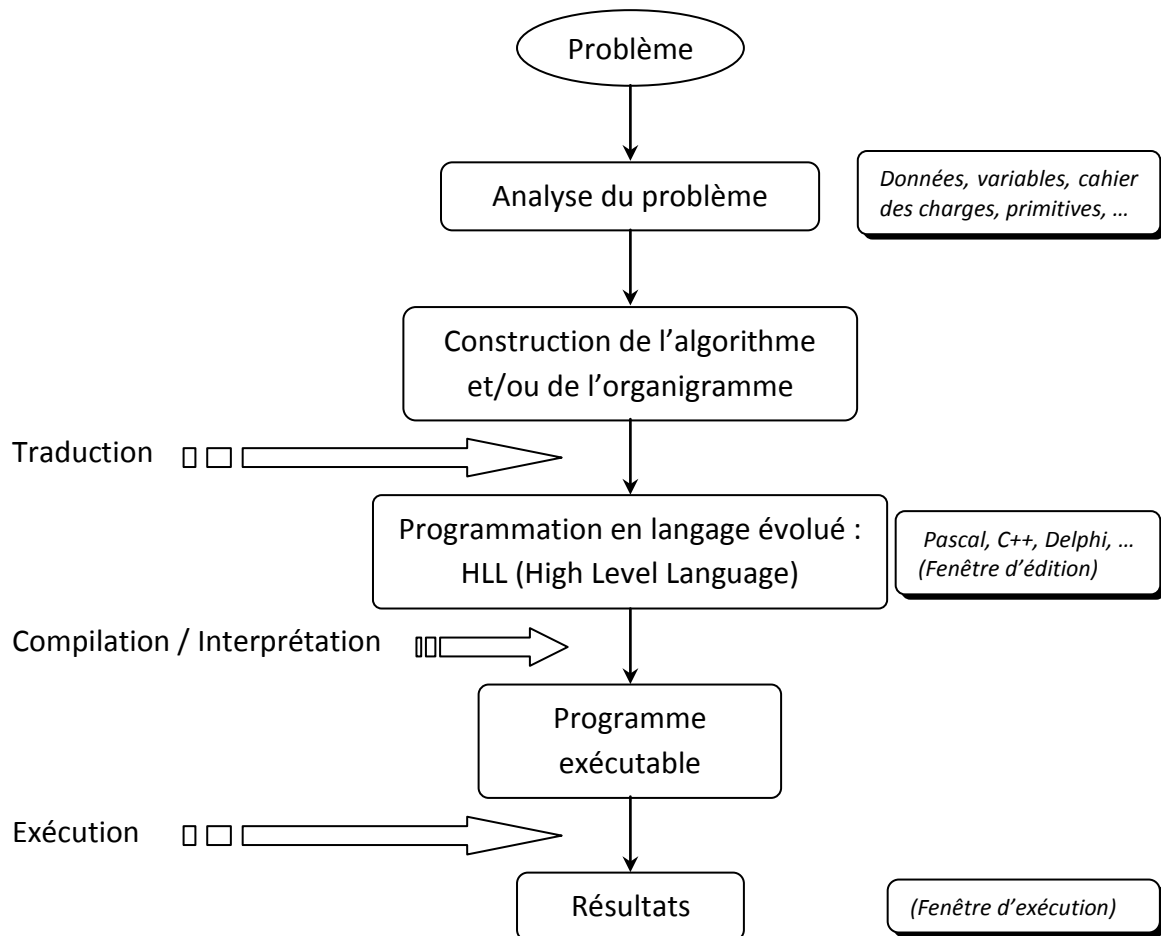 Problème
Analyse du problème
Données, variables, cahier
des charges, primitives, …
Construction de l’algorithme
et/ou de l’organigramme
Traduction
Programmation en langage évolué :
HLL (High Level Language)
Pascal, C++, Delphi, …
(Fenêtre d’édition)
Compilation / Interprétation
Programme
exécutable
Exécution
Résultats
(Fenêtre d’exécution)